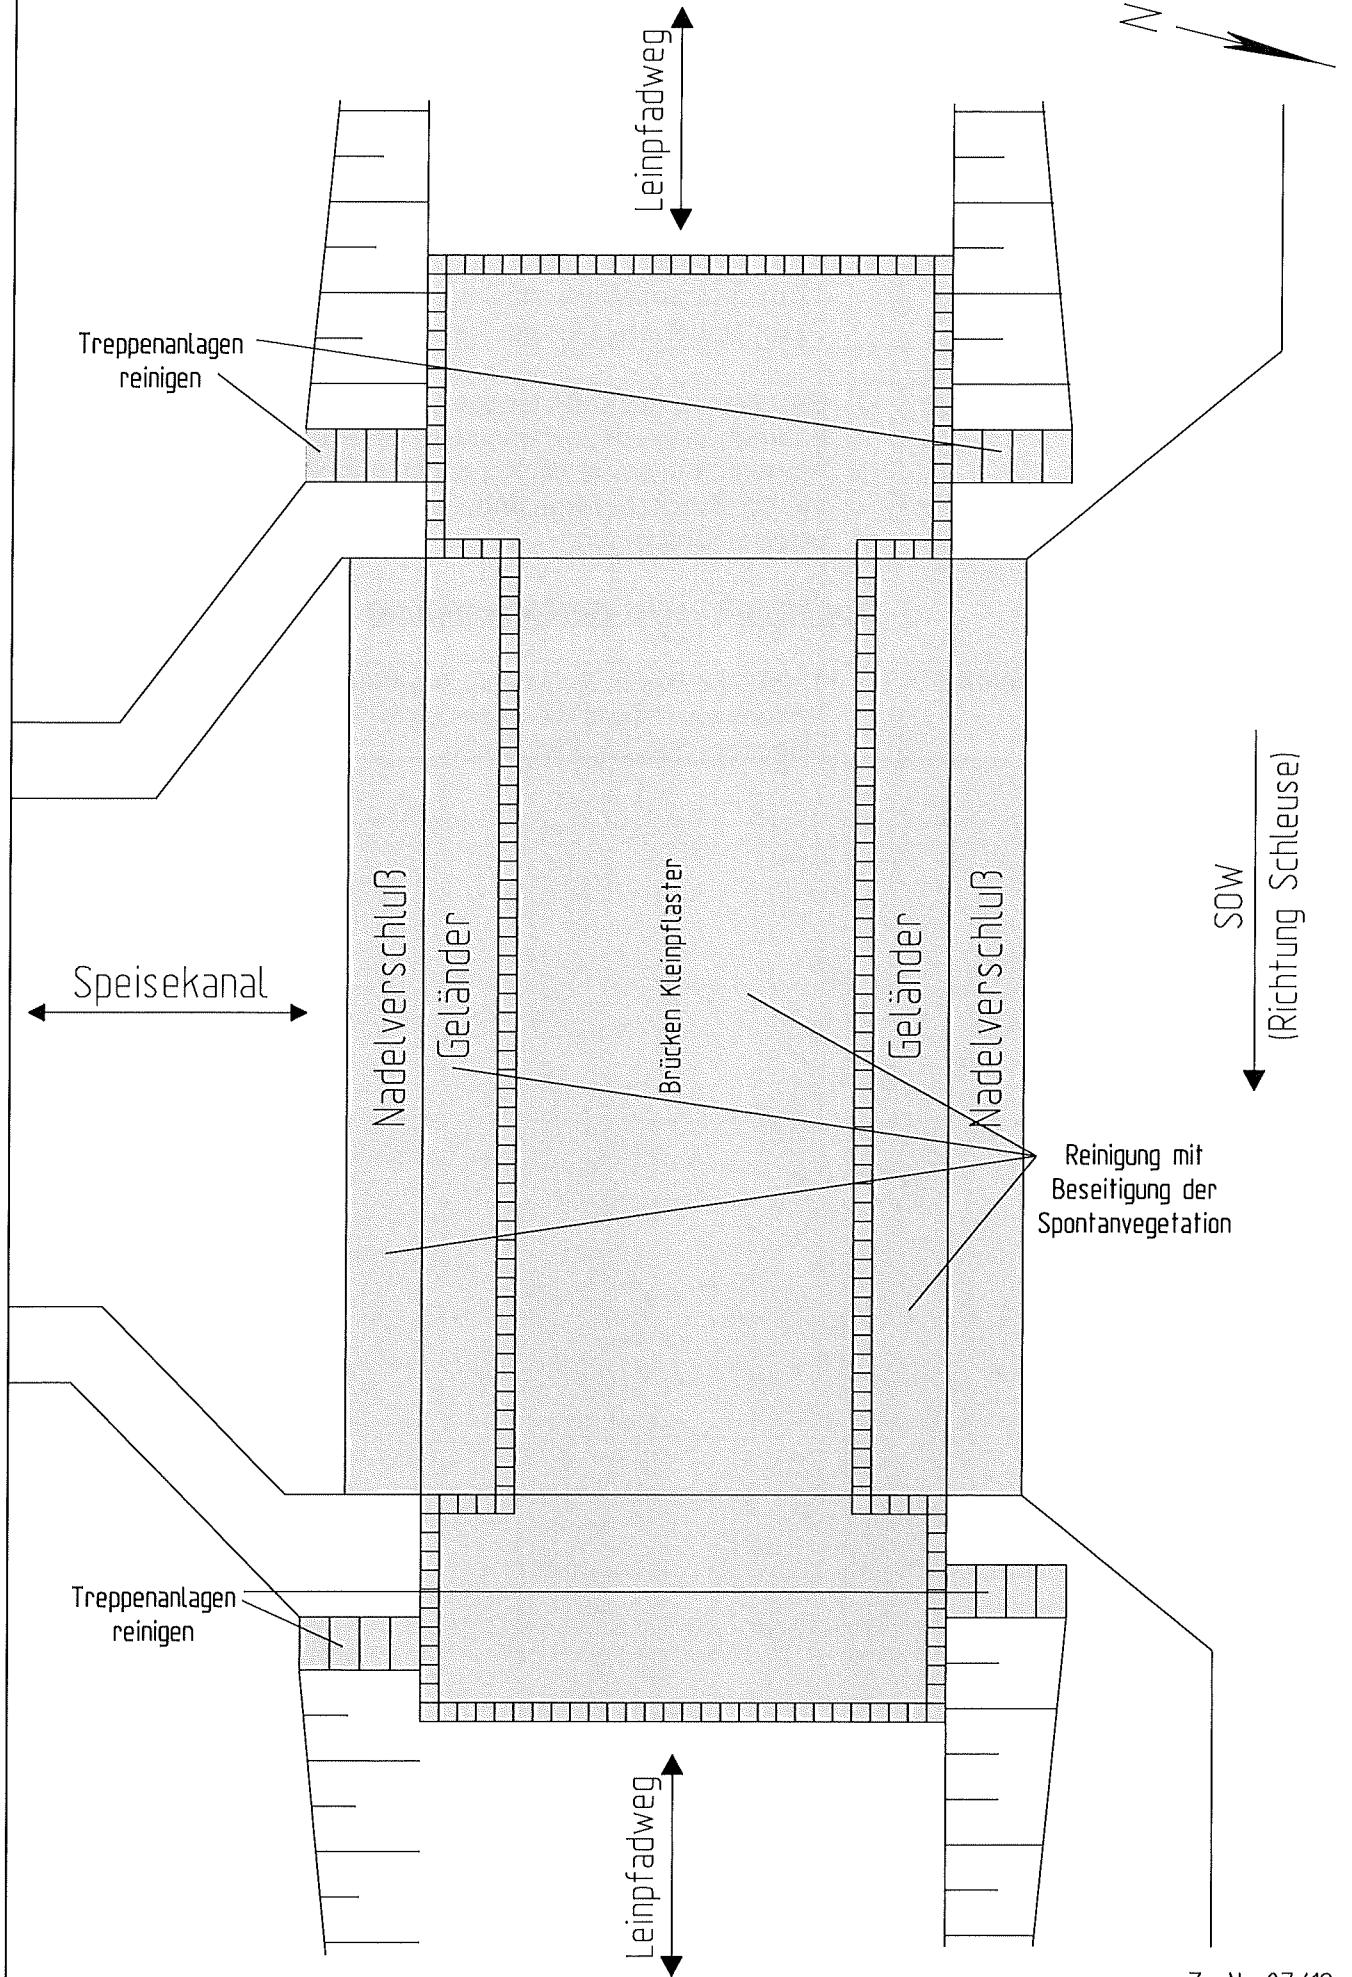 N
Leinpfadweg
Treppenanlagen
reinigen
Nadelverschluß
Geländer
Brücken Kleinpflaster
Geländer
Nadelverschluß
SOW
(Richtung Schleuse)
Speisekanal
Reinigung mit
Beseitigung der
Spontanvegetation
Treppenanlagen
reinigen
Leinpfadweg